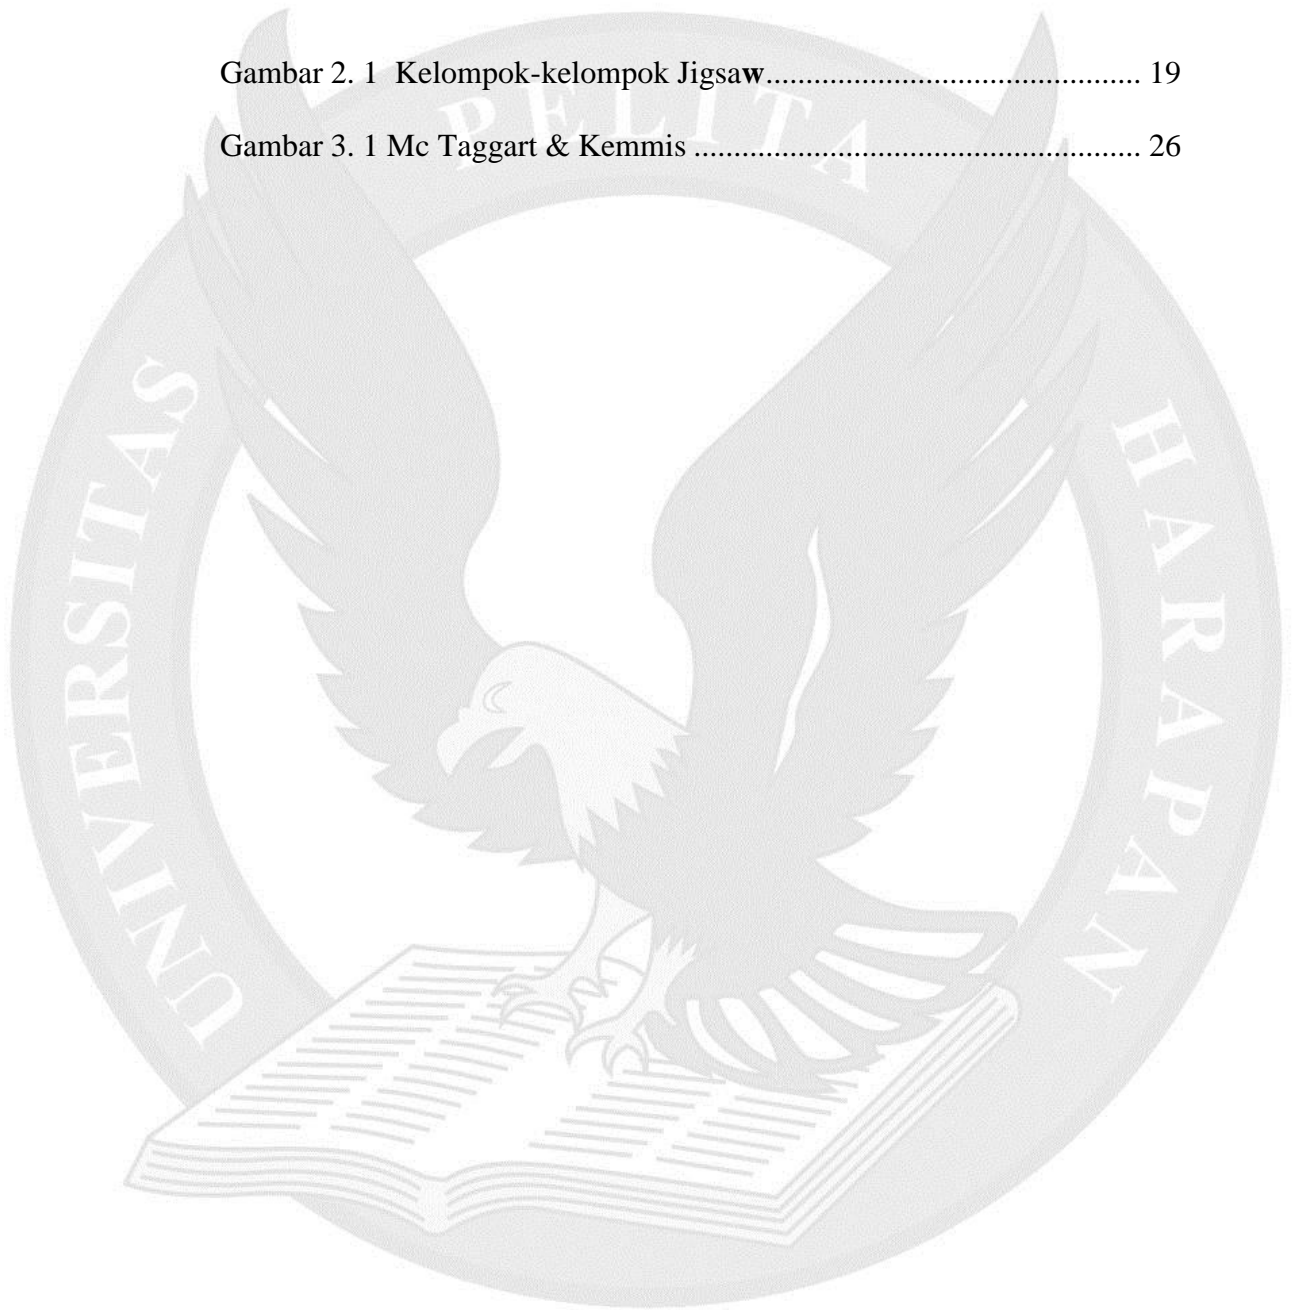 Gambar 2. 1  Kelompok-kelompok Jigsaw............................................... 19
Gambar 3. 1 Mc Taggart & Kemmis ........................................................ 26
UNIVERSITAS PELITA HARAPAN